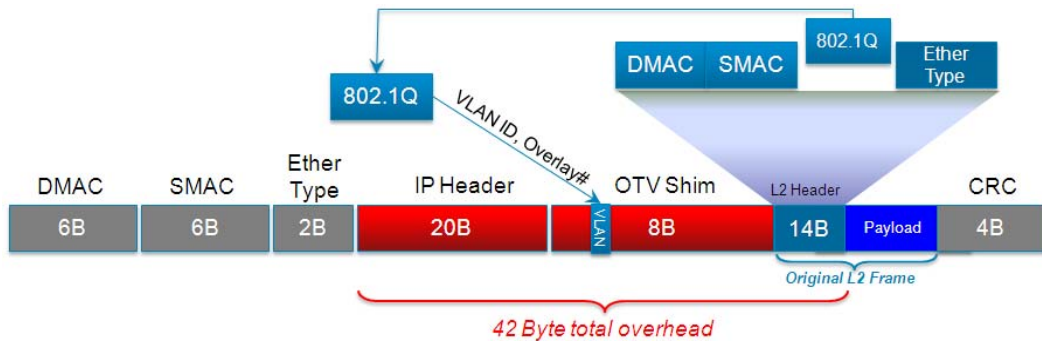 802.1Q
DMAC SMAC
Ether
Type
802.1Q
VLAN ID, Overlay#
DMAC
SMAC
Ether
Type
IP Header
OTV Shim
L2 Header
CRC
6B
6B
2B
20B
VLAN
8B
14B
Payload
4B
Original L2 Frame
42 Byte total overhead